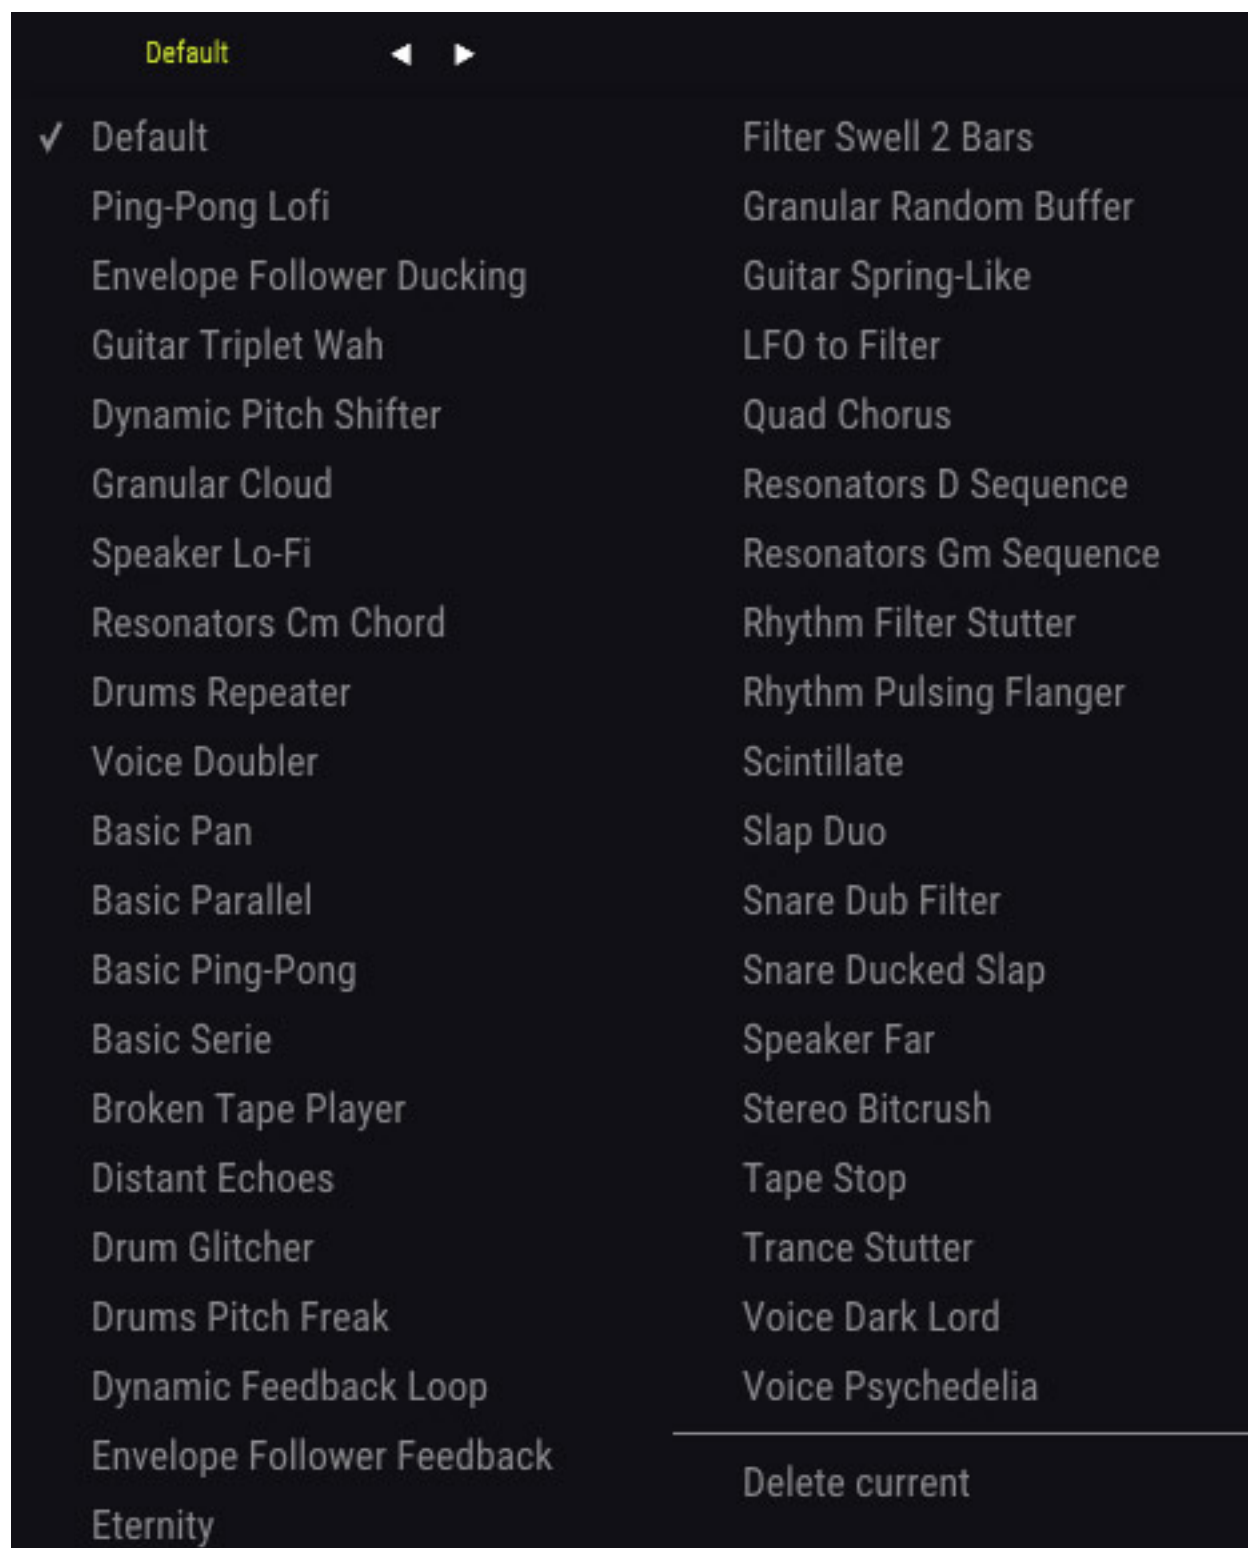 Default
Default
Ping-Pong Lofi
Envelope Follower Ducking
Guitar Triplet Wah
Dynamic Pitch Shifter
Granular Cloud
Speaker Lo-Fi
Resonators Cm Chord
Drums Repeater
Voice Doubler
Basic Pan
Basic Parallel
Basic Ping-Pong
Basic Serie
Broken Tape Player
Distant Echoes
Drum Glitcher
Drums Pitch Freak
Dynamic Feedback Loop
Envelope Follower Feedback
Eternity
Filter Swell 2 Bars
Granular Random Buffer
Guitar Spring-Like
LFO to Filter
Quad Chorus
Resonators D Sequence
Resonators Gm Sequence
Rhythm Filter Stutter
Rhythm Pulsing Flanger
Scintillate
Slap Duo
Snare Dub Filter
Snare Ducked Slap
Speaker Far
Stereo Bitcrush
Tape Stop
Trance Stutter
Voice Dark Lord
Voice Psychedelia
Delete current